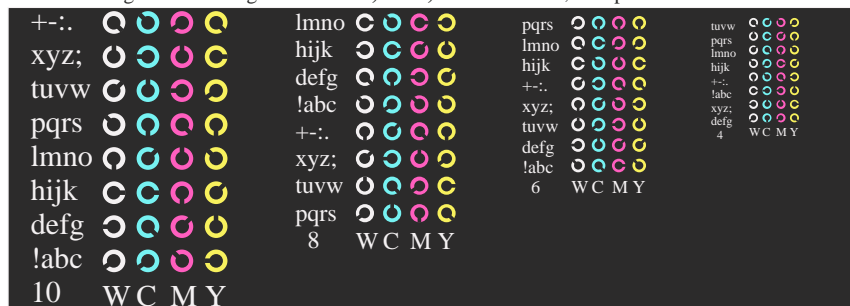 +-:.
xyz;
tuvw
pqrs
lmno
hijk
defg
!abc
10 W C M Y
lmno
hijk
defg
!abc
+-:.
xyz;
tuvw
pqrs
8 W C M Y
pqrs
lmno
hijk
+-:.
xyz;
tuvw
defg
!abc
6 W C M Y
tuvw
pqrs
lmno
hijk
+-:.
!abc
xyz;
defg
4 W C M Y